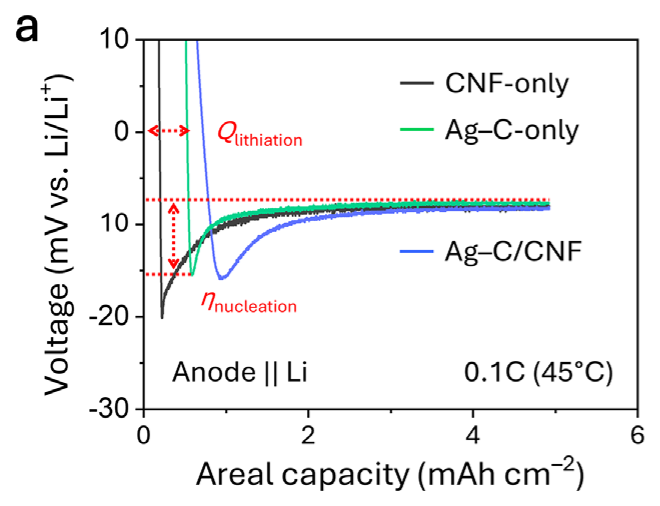 a
10
0
10
-20
-30
0
2
4
6
Voltage (mV vs. Li/Li⁺)
Areal capacity (mAh cm⁻²)
CNF-only
Ag–C-only
Ag–C/CNF
Qlithiation
ηnucleation
Anode || Li
0.1C (45°C)